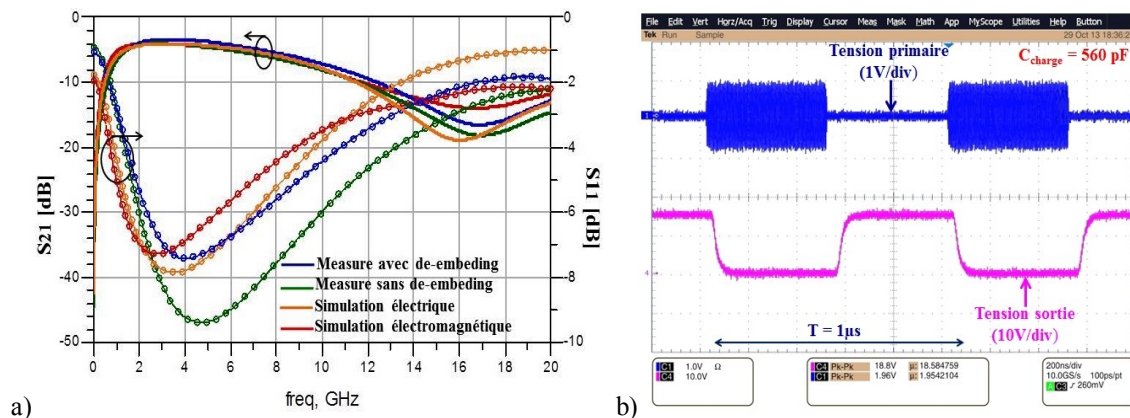 0
-10
-20
-30
-40
-50
S21 [dB]
0
-2
-4
-6
-8
-10
S11 [dB]
Measure avec de-embeding
Measure sans de-embeding
Simulation électrique
Simulation électromagnétique
0 2 4 6 8 10 12 14 16 18 20
freq, GHz
a)
File Edit Vert Horiz/Acq Trig Display Cursor Meas Mask Math App MyScope Utilities Help Button
Tek Run Sample 29 Oct 13 18:36:2
Tension primaire
(1V/div)
Ccharge = 560 pF
Tension sortie
(10V/div)
T = 1µs
C1 1.0V Ω
C4 10.0V
C4 Pk-Pk 18.8V µ: 18.584759
C1 Pk-Pk 1.96V µ: 1.9542104
200ns/div
10.0GS/s 100ps/pt
A C3 ∫ 260mV
b)